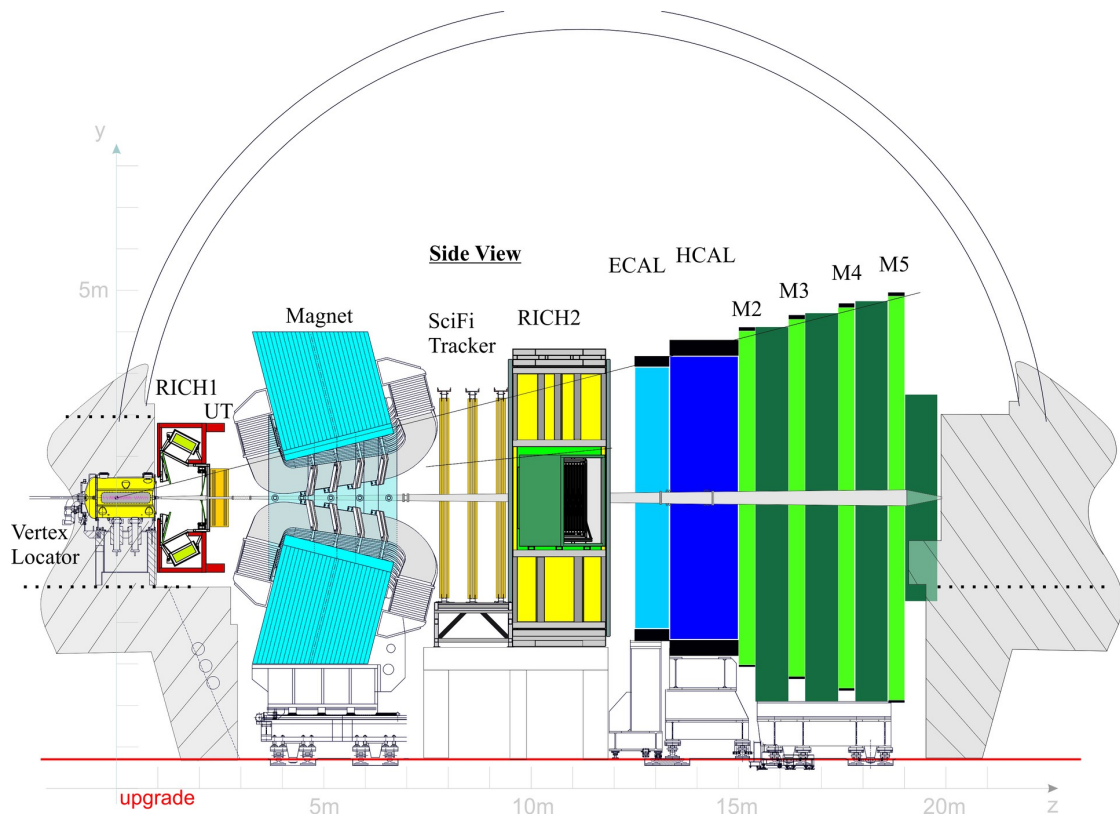 y
5m
Side View
ECAL
HCAL
M2
M3
M4
M5
Magnet
SciFi
Tracker
RICH2
RICH1
UT
Vertex
Locator
upgrade
5m
10m
15m
20m
z